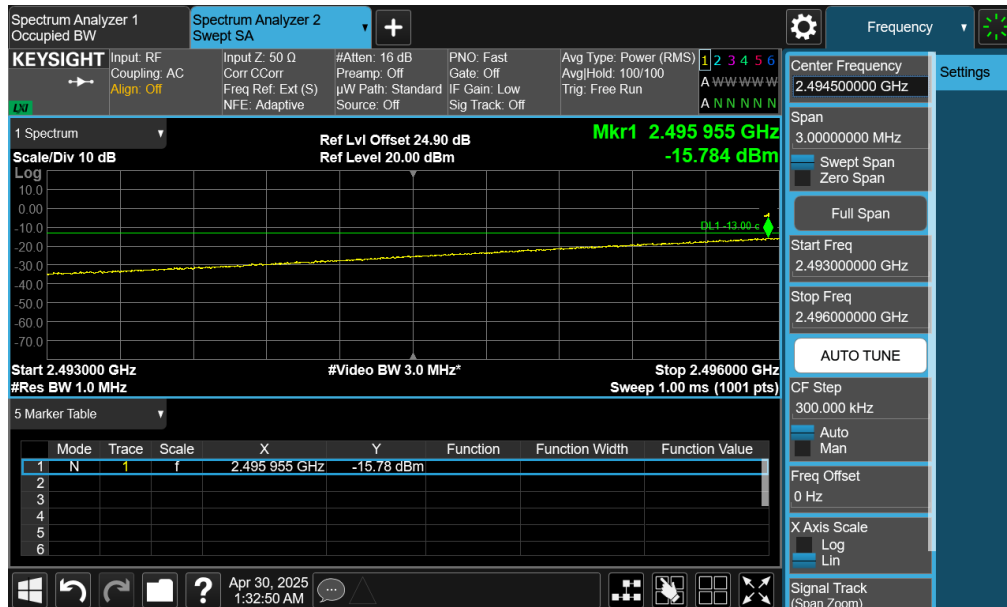 Spectrum Analyzer 1
Occupied BW
Spectrum Analyzer 2
Swept SA
Frequency
KEYSIGHT
LXI
Input: RF
Coupling: AC
Align: Off
Input Z: 50 Ω
Corr CCorr
Freq Ref: Ext (S)
NFE: Adaptive
#Atten: 16 dB
Preamp: Off
µW Path: Standard
Source: Off
PNO: Fast
Gate: Off
IF Gain: Low
Sig Track: Off
Avg Type: Power (RMS)
Avg|Hold: 100/100
Trig: Free Run
1 2 3 4 5 6
A W W W W W
A N N N N N
1 Spectrum
Scale/Div 10 dB
Ref Lvl Offset 24.90 dB
Ref Level 20.00 dBm
Mkr1 2.495 955 GHz
-15.784 dBm
Log
10.0
0.00
-10.0
-20.0
-30.0
-40.0
-50.0
-60.0
-70.0
DL1 -13.00
1
Start 2.493000 GHz
#Res BW 1.0 MHz
#Video BW 3.0 MHz*
Stop 2.496000 GHz
Sweep 1.00 ms (1001 pts)
5 Marker Table
Mode Trace Scale X Y Function Function Width Function Value
1 N 1 f 2.495 955 GHz -15.78 dBm
2
3
4
5
6
Apr 30, 2025
1:32:50 AM
Center Frequency
2.494500000 GHz
Settings
Span
3.00000000 MHz
Swept Span
Zero Span
Full Span
Start Freq
2.493000000 GHz
Stop Freq
2.496000000 GHz
AUTO TUNE
CF Step
300.000 kHz
Auto
Man
Freq Offset
0 Hz
X Axis Scale
Log
Lin
Signal Track
(Span Zoom)